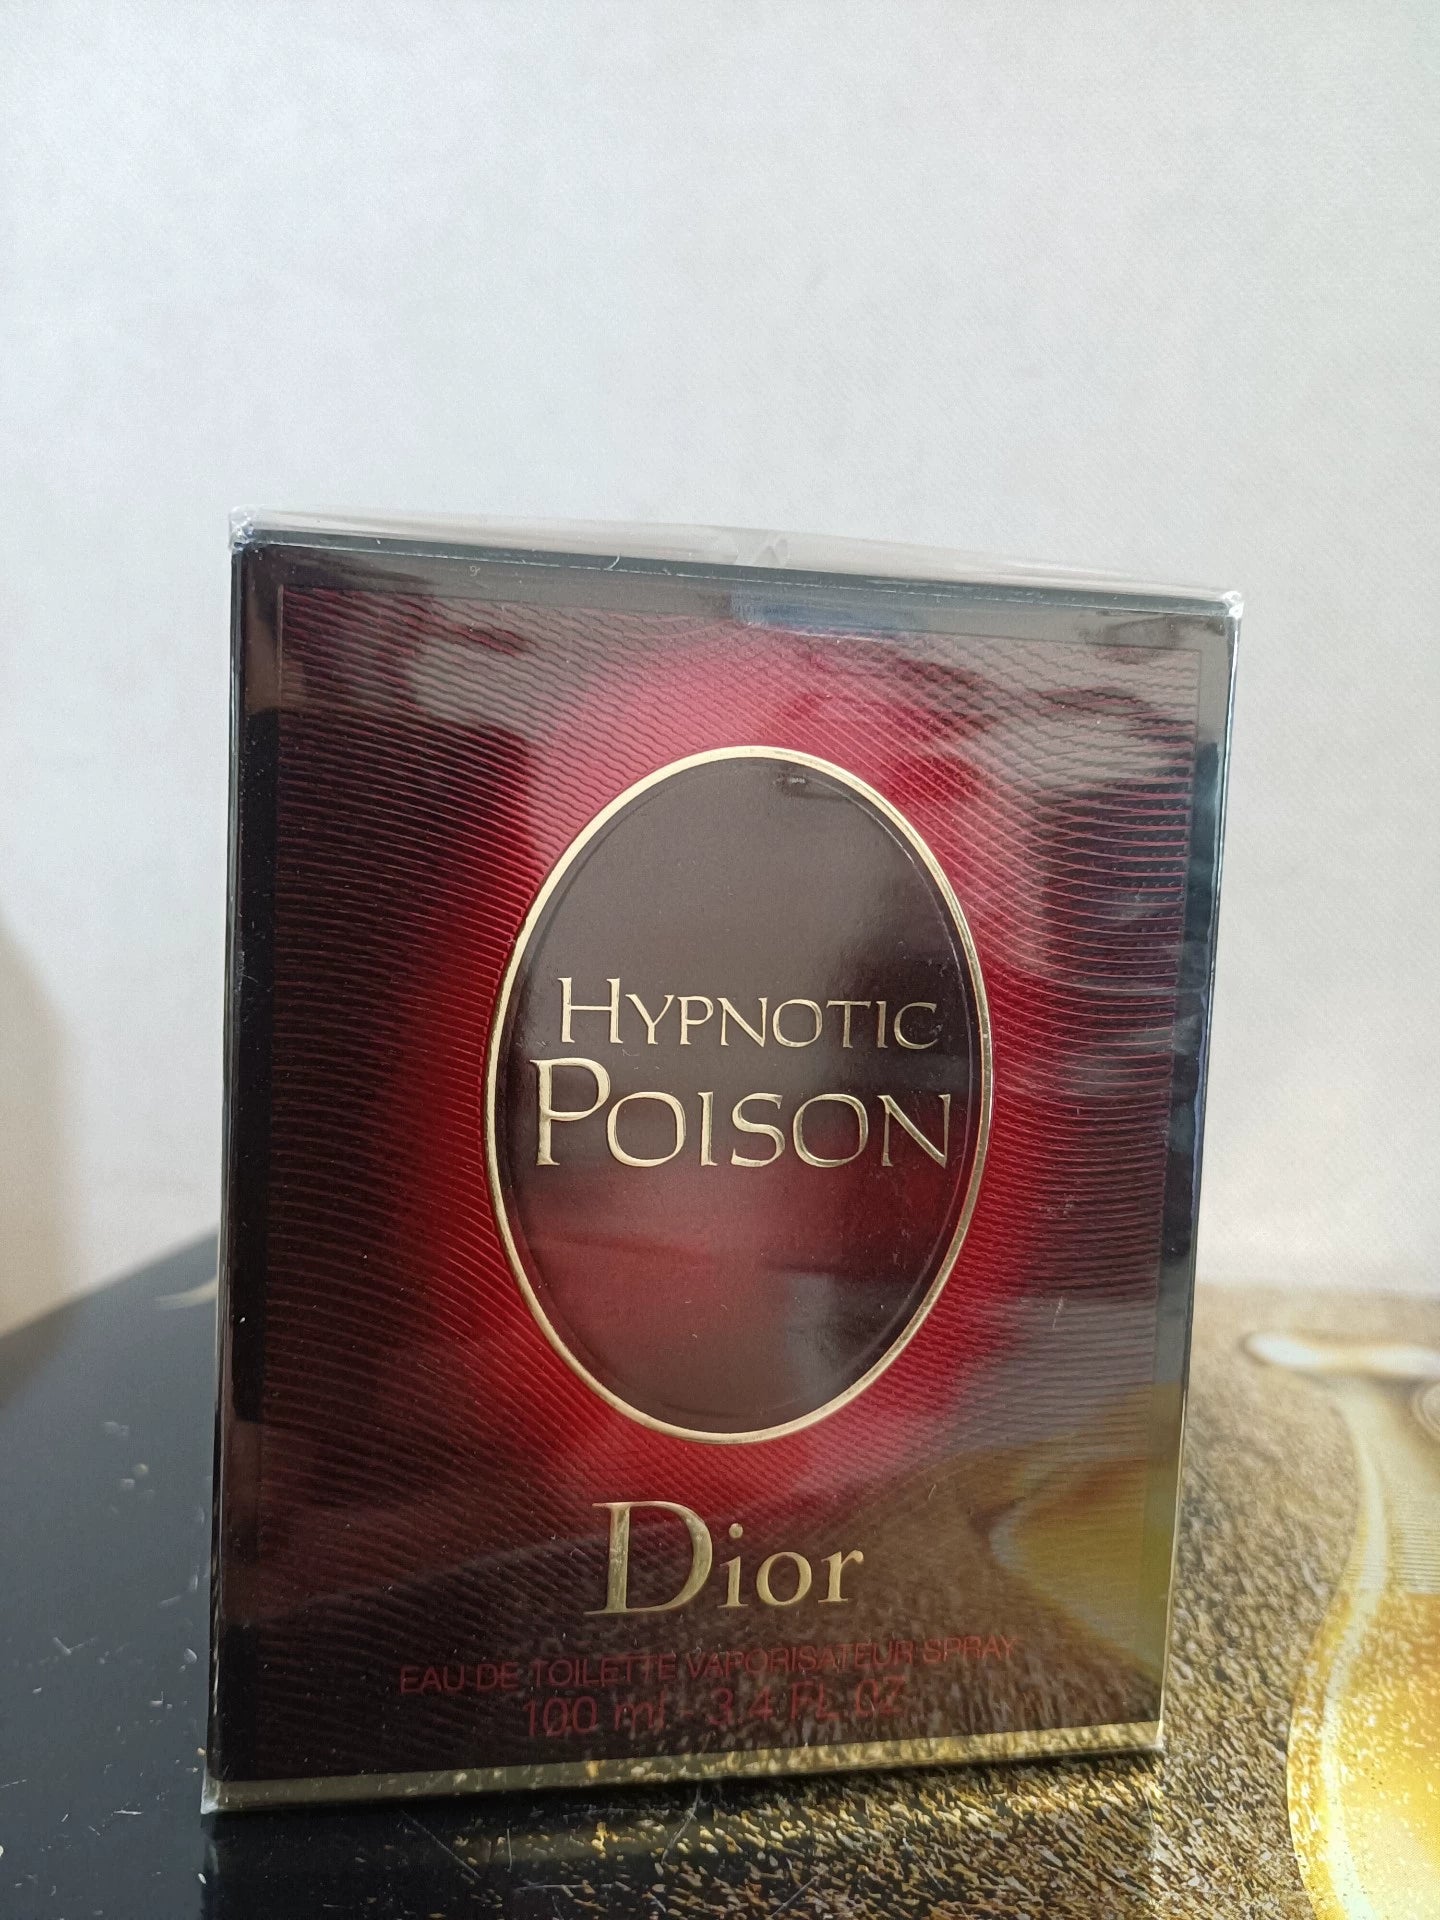 HYPNOTIC
POISON
Dior
EAU DE TOILETTE VAPORISATEUR SPRAY
100 ml - 3.4 FL. OZ.